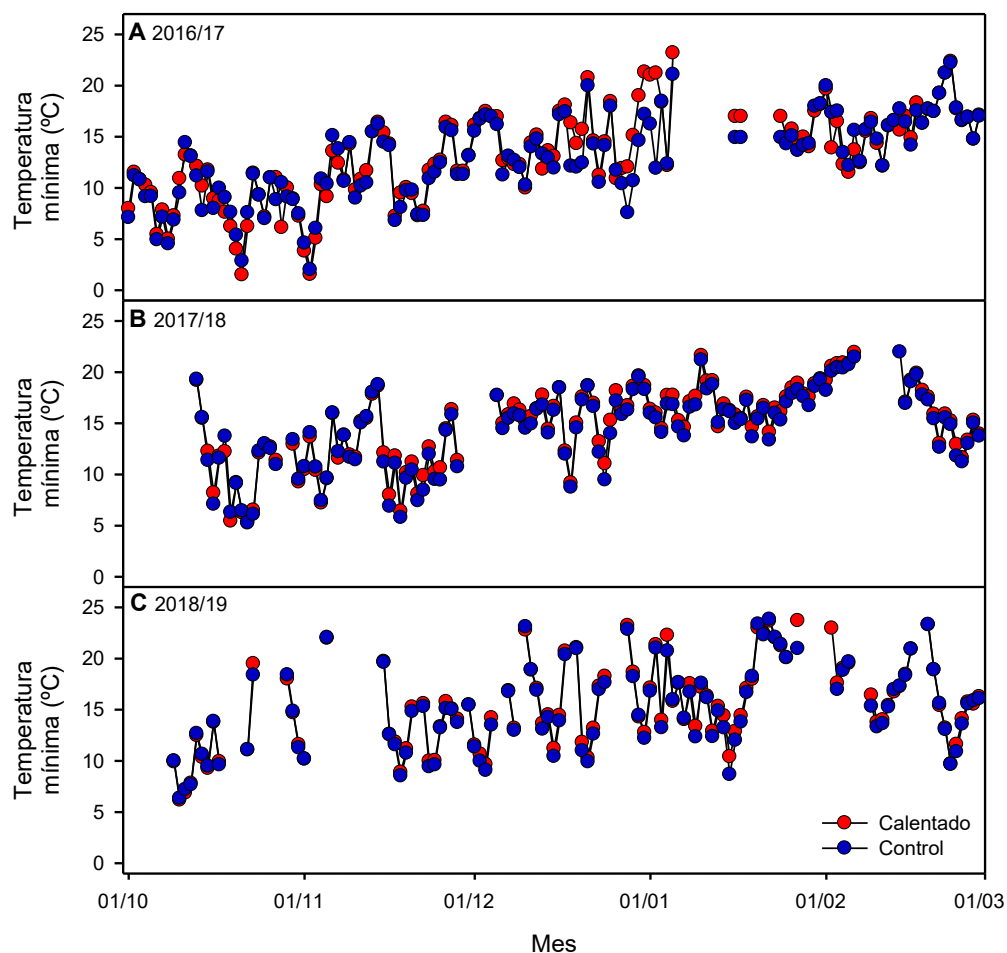 A 2016/17
Temperatura
mínima (ºC)
25
20
15
10
5
0
B 2017/18
Temperatura
mínima (ºC)
25
20
15
10
5
0
C 2018/19
Temperatura
mínima (ºC)
25
20
15
10
5
0
Calentado
Control
01/10 01/11 01/12 01/01 01/02 01/03
Mes